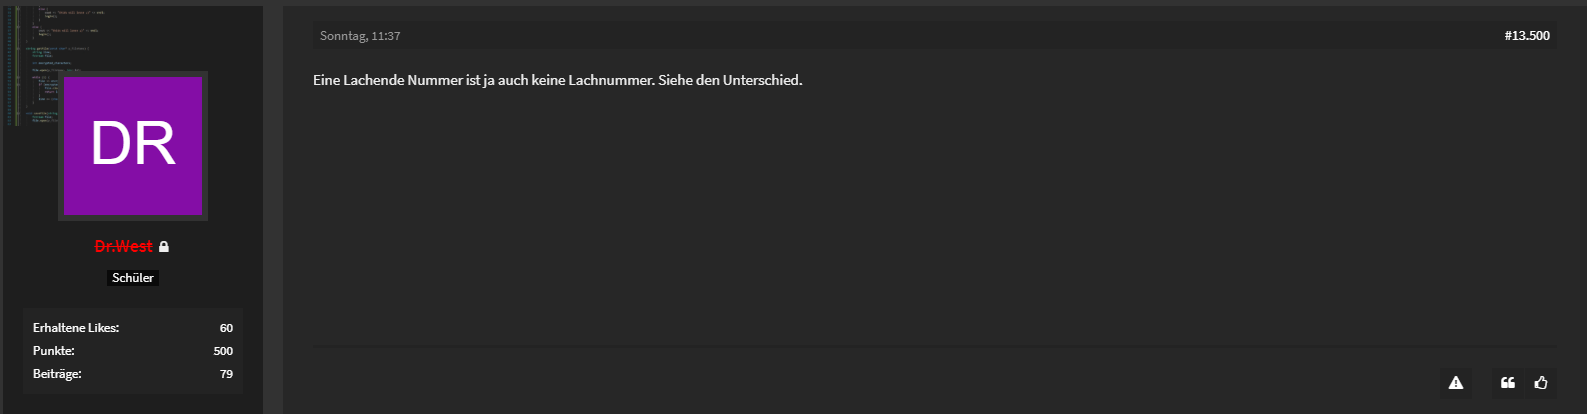 DR
Dr.West
Schüler
Erhaltene Likes: 60
Punkte: 500
Beiträge: 79
Sonntag, 11:37 #13.500
Eine Lachende Nummer ist ja auch keine Lachnummer. Siehe den Unterschied.